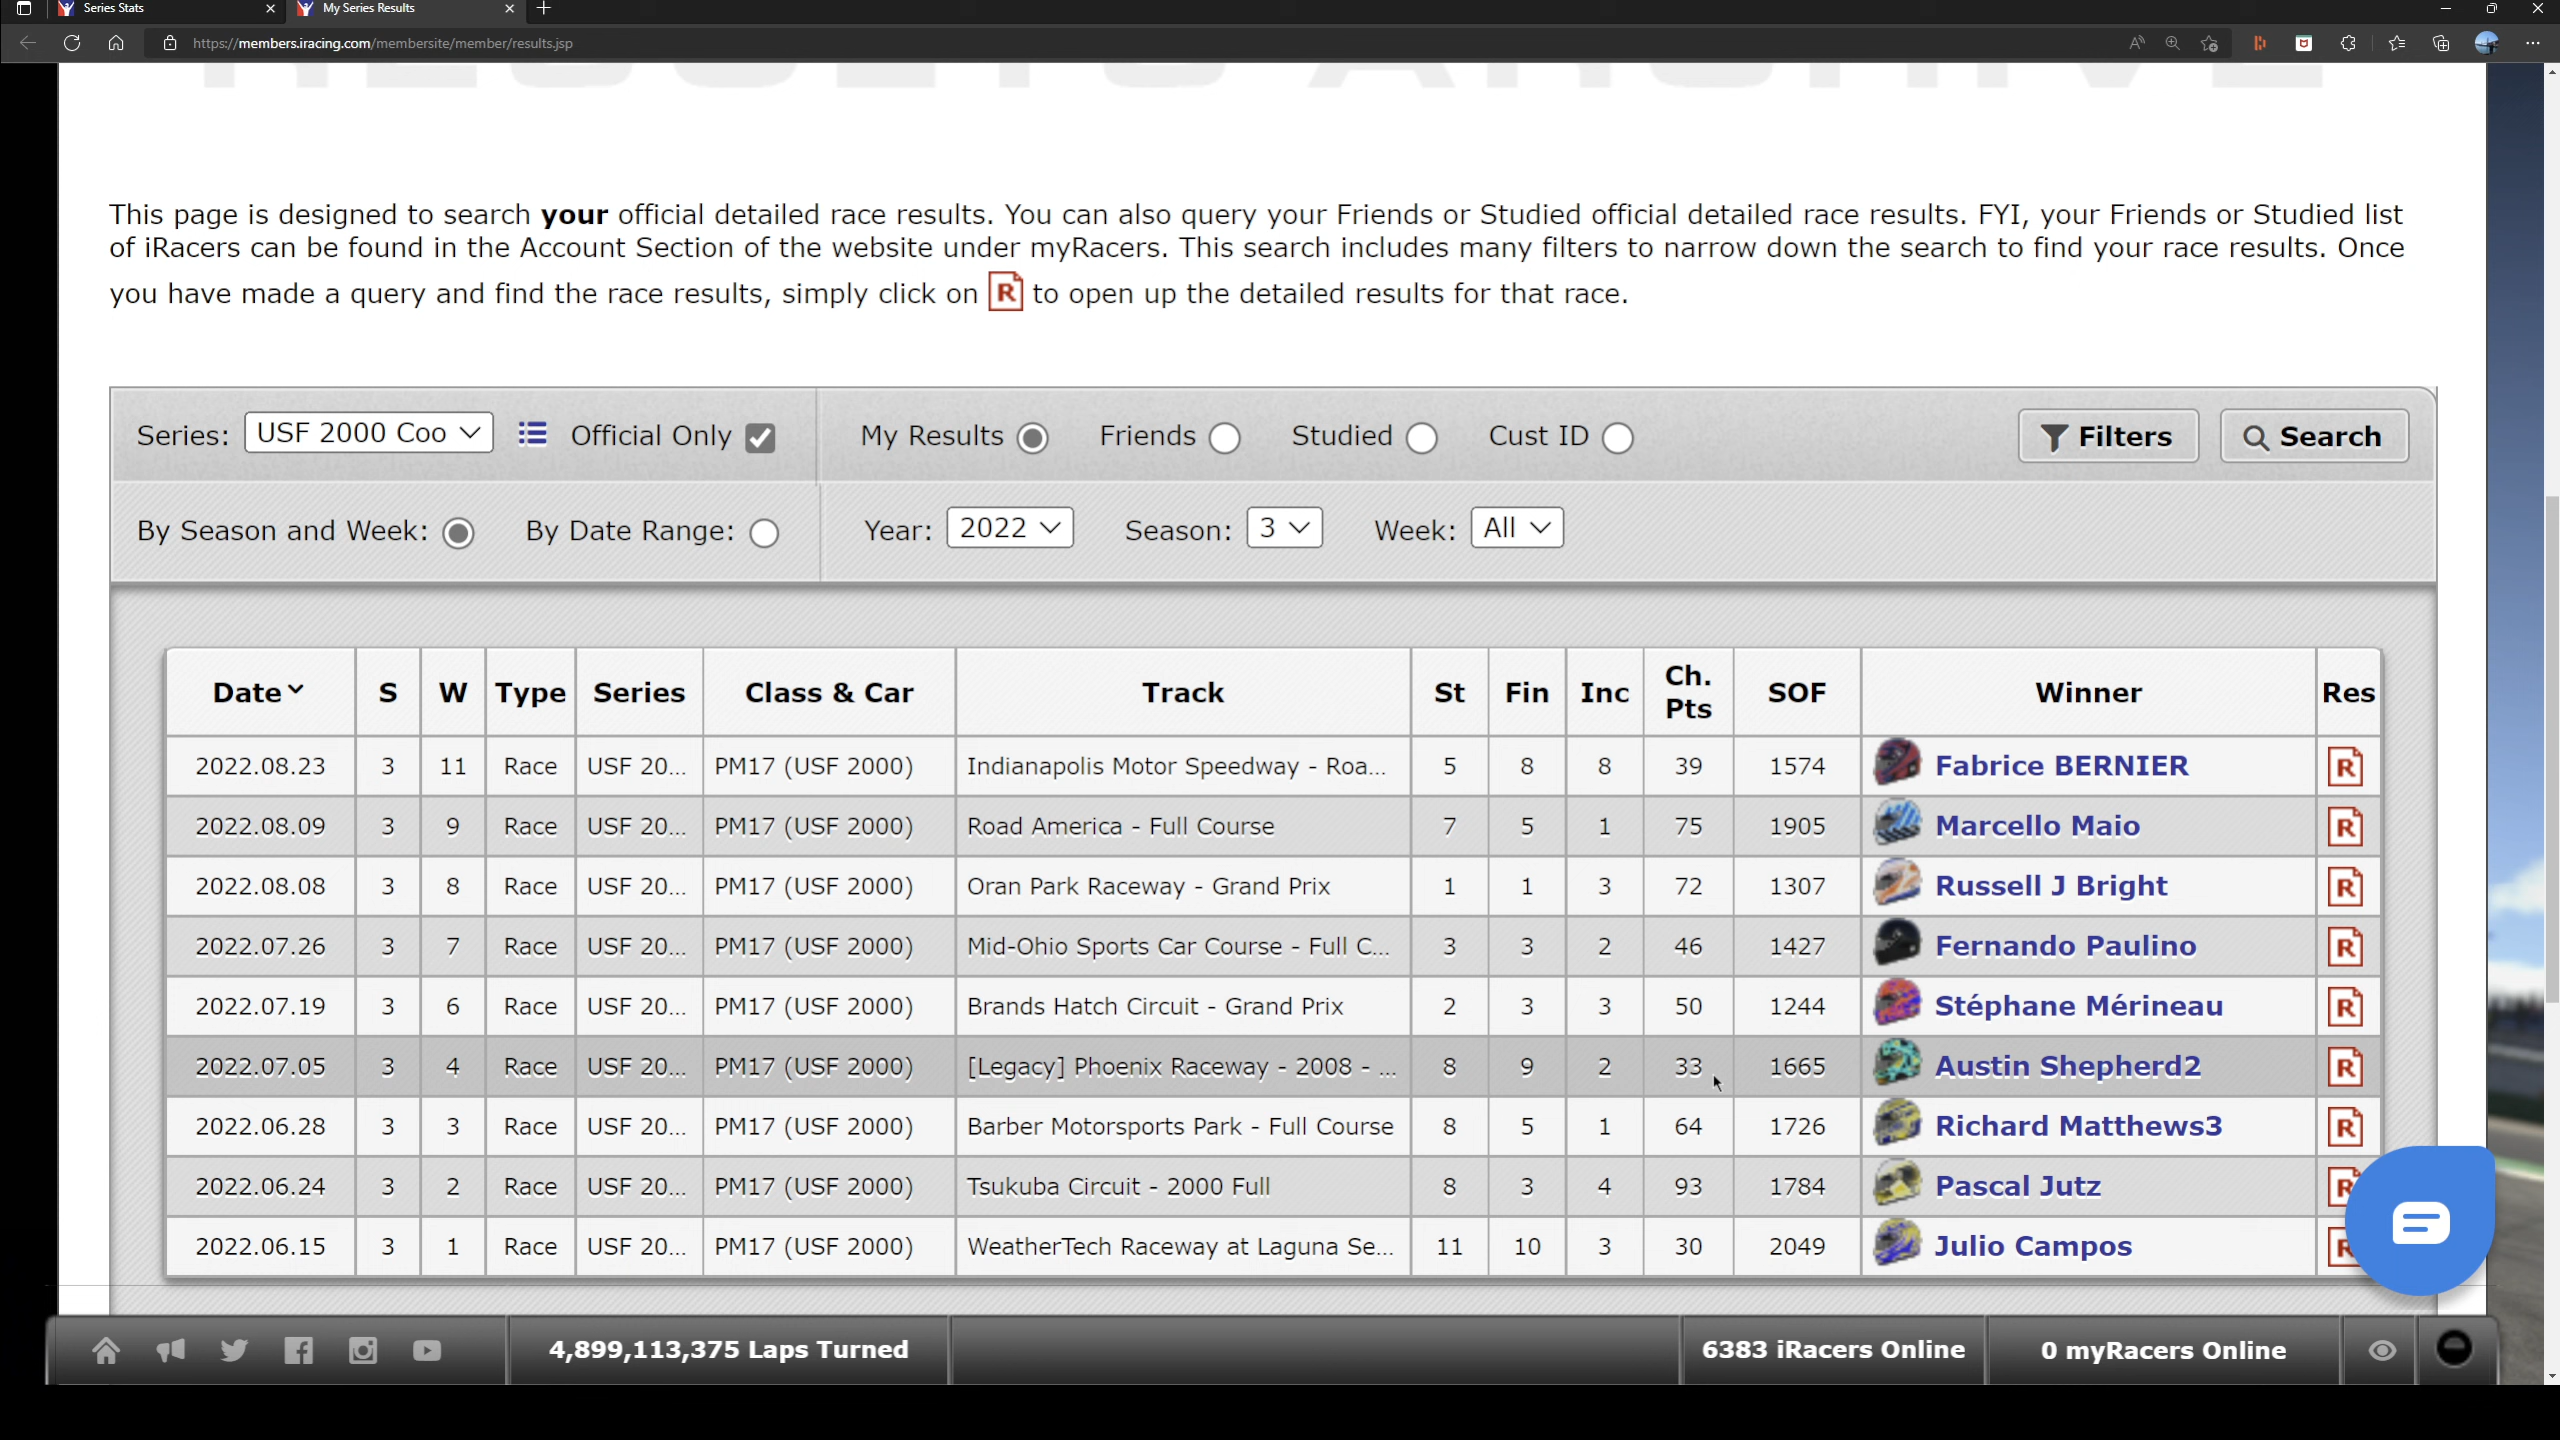 Series Stats
My Series Results
https://members.iracing.com/membersite/member/results.jsp
RESULTS ARCHIVE
This page is designed to search your official detailed race results. You can also query your Friends or Studied official detailed race results. FYI, your Friends or Studied list
of iRacers can be found in the Account Section of the website under myRacers. This search includes many filters to narrow down the search to find your race results. Once
you have made a query and find the race results, simply click on R to open up the detailed results for that race.
Series: USF 2000 Coo Official Only My Results Friends Studied Cust ID Filters Search
By Season and Week: By Date Range: Year: 2022 Season: 3 Week: All
Date S W Type Series Class & Car Track St Fin Inc Ch. Pts SOF Winner Res
2022.08.23 3 11 Race USF 20... PM17 (USF 2000) Indianapolis Motor Speedway - Roa... 5 8 8 39 1574 Fabrice BERNIER R
2022.08.09 3 9 Race USF 20... PM17 (USF 2000) Road America - Full Course 7 5 1 75 1905 Marcello Maio R
2022.08.08 3 8 Race USF 20... PM17 (USF 2000) Oran Park Raceway - Grand Prix 1 1 3 72 1307 Russell J Bright R
2022.07.26 3 7 Race USF 20... PM17 (USF 2000) Mid-Ohio Sports Car Course - Full C... 3 3 2 46 1427 Fernando Paulino R
2022.07.19 3 6 Race USF 20... PM17 (USF 2000) Brands Hatch Circuit - Grand Prix 2 3 3 50 1244 Stéphane Mérineau R
2022.07.05 3 4 Race USF 20... PM17 (USF 2000) [Legacy] Phoenix Raceway - 2008 - ... 8 9 2 33 1665 Austin Shepherd2 R
2022.06.28 3 3 Race USF 20... PM17 (USF 2000) Barber Motorsports Park - Full Course 8 5 1 64 1726 Richard Matthews3 R
2022.06.24 3 2 Race USF 20... PM17 (USF 2000) Tsukuba Circuit - 2000 Full 8 3 4 93 1784 Pascal Jutz R
2022.06.15 3 1 Race USF 20... PM17 (USF 2000) WeatherTech Raceway at Laguna Se... 11 10 3 30 2049 Julio Campos R
4,899,113,375 Laps Turned 6383 iRacers Online 0 myRacers Online